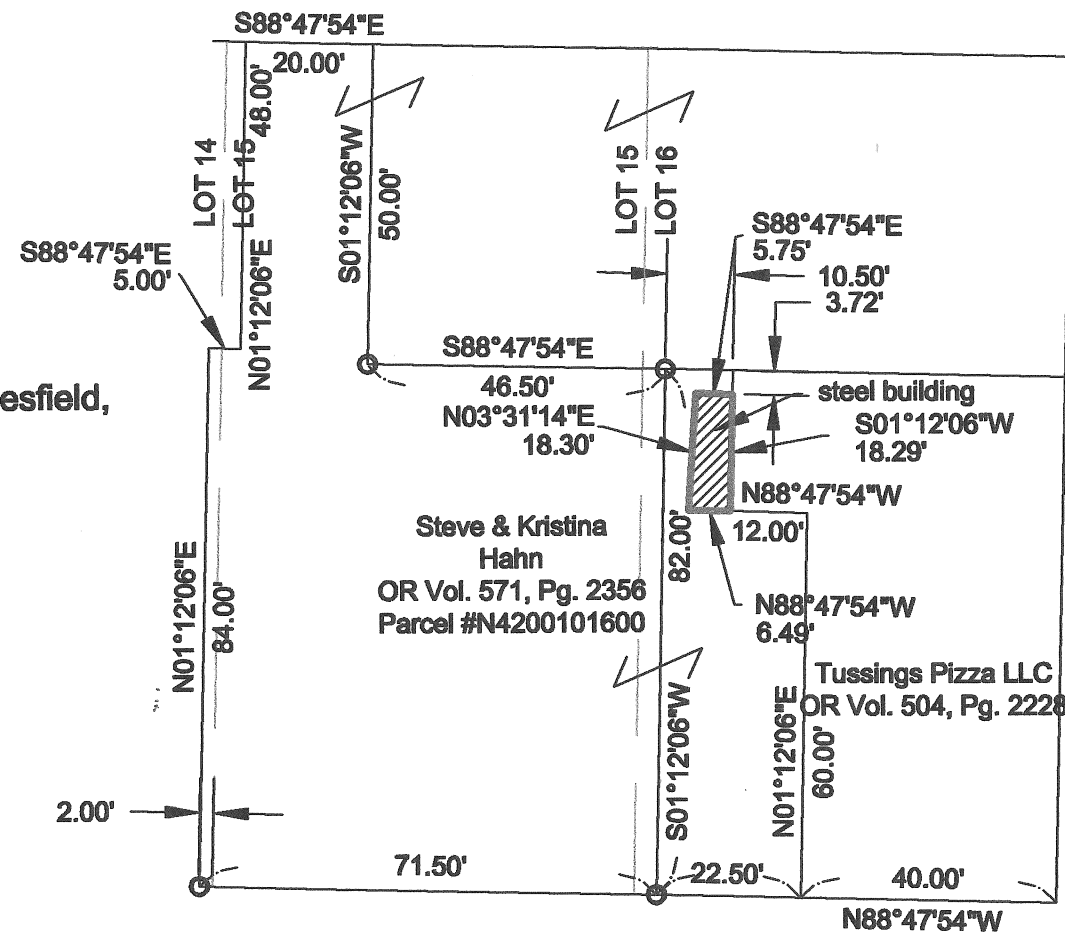 S88°47'54"E
20.00'
48.00'
LOT 14
LOT 15
S01°12'06"W
50.00'
LOT 15
LOT 16
S88°47'54"E
5.75'
10.50'
3.72'
S88°47'54"E
5.00'
N01°12'06"E
S88°47'54"E
46.50'
esfield,
N03°31'14"E
18.30'
steel building
S01°12'06"W
18.29'
N88°47'54"W
12.00'
Steve & Kristina
Hahn
OR Vol. 571, Pg. 2356
Parcel #N4200101600
82.00'
N88°47'54"W
6.49'
N01°12'06"E
84.00'
Tussings Pizza LLC
OR Vol. 504, Pg. 2228
S01°12'06"W
N01°12'06"E
60.00'
2.00'
71.50'
22.50'
40.00'
N88°47'54"W